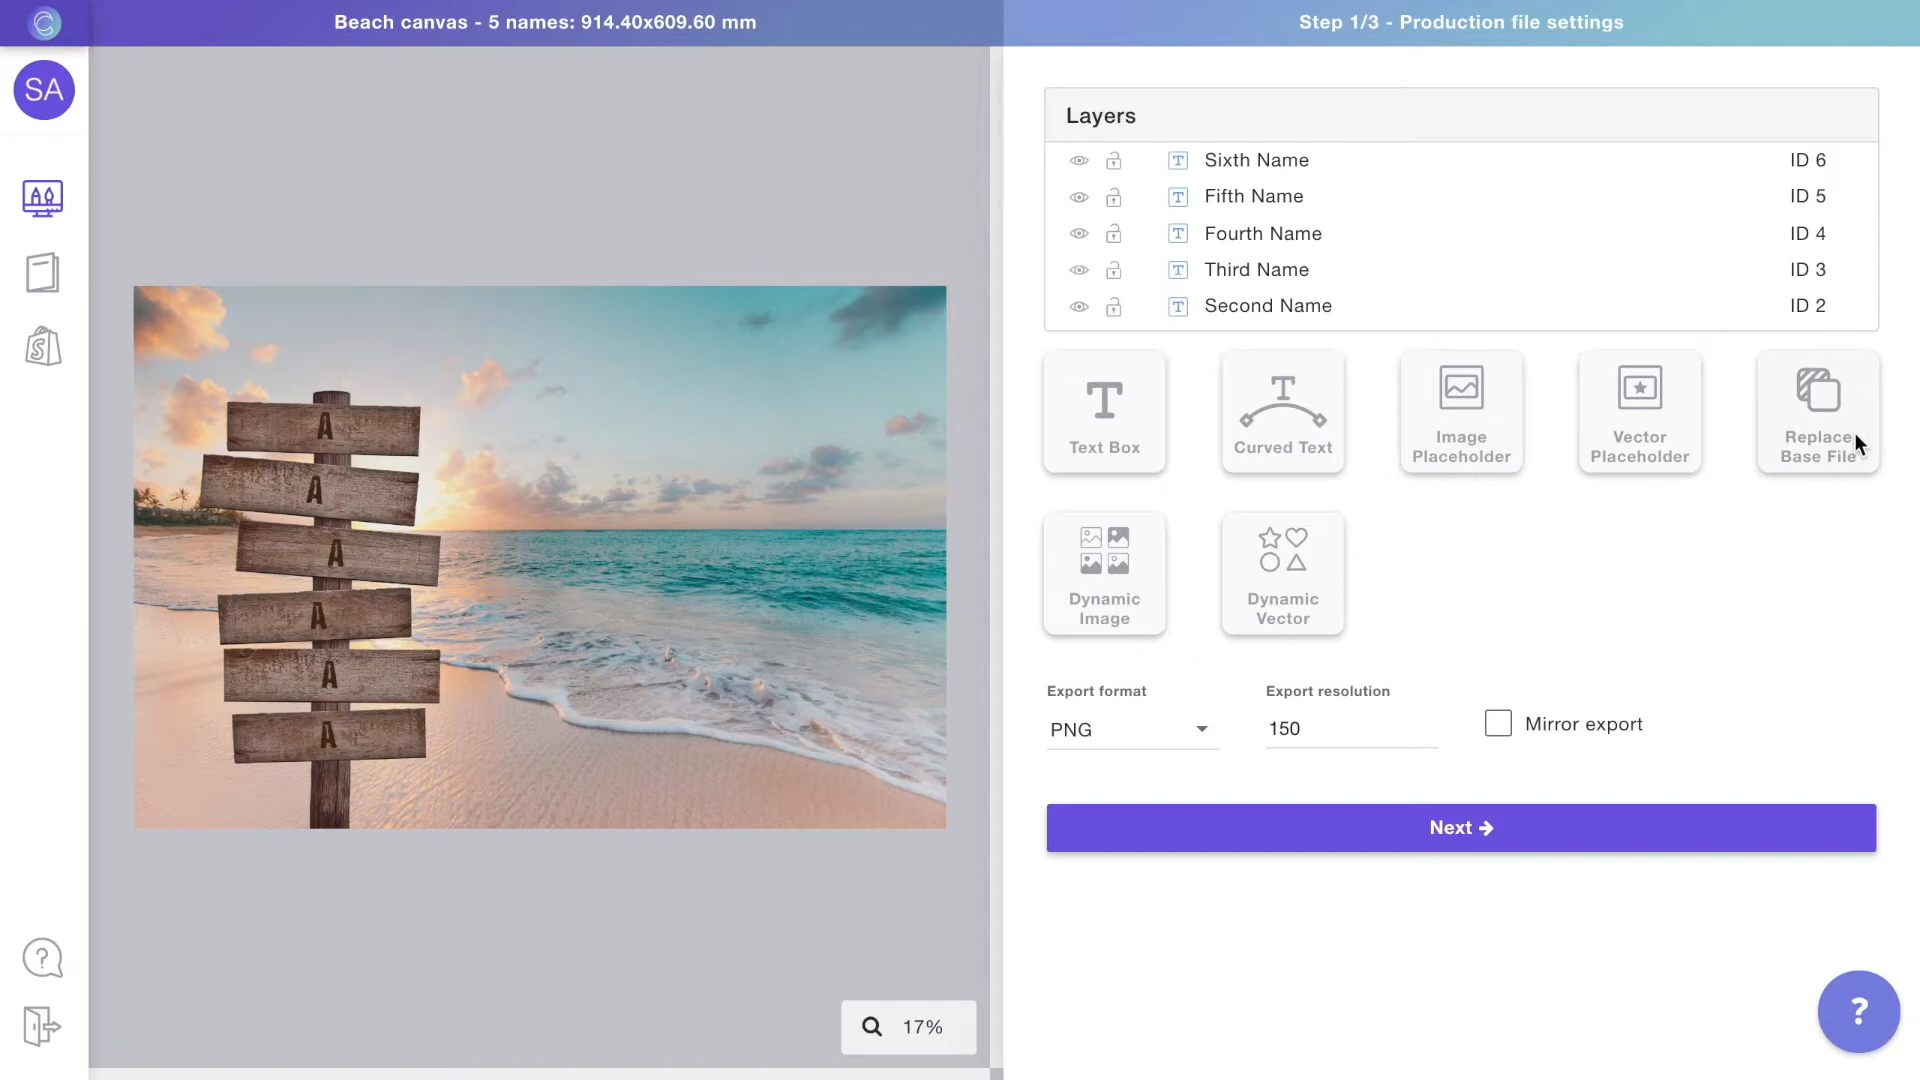 Beach canvas - 5 names: 914.40x609.60 mm
Step 1/3 - Production file settings
SA
Layers
T Sixth Name ID 6
T Fifth Name ID 5
T Fourth Name ID 4
T Third Name ID 3
T Second Name ID 2
T
Text Box
T
Curved Text
Image
Placeholder
Vector
Placeholder
Replace
Base File
Dynamic
Image
Dynamic
Vector
A
A
A
A
A
A
Export format
PNG
Export resolution
150
Mirror export
Next
17%
?
?